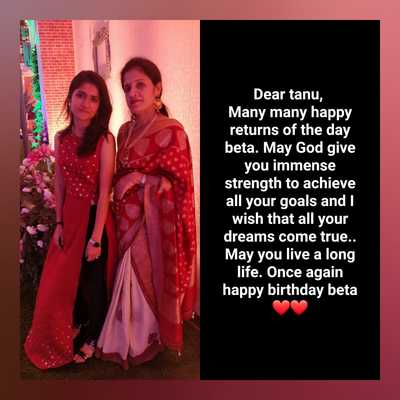 Dear tanu,
Many many happy
returns of the day
beta. May God give
you immense
strength to achieve
all your goals and I
wish that all your
dreams come true..
May you live a long
life. Once again
happy birthday beta
❤️❤️